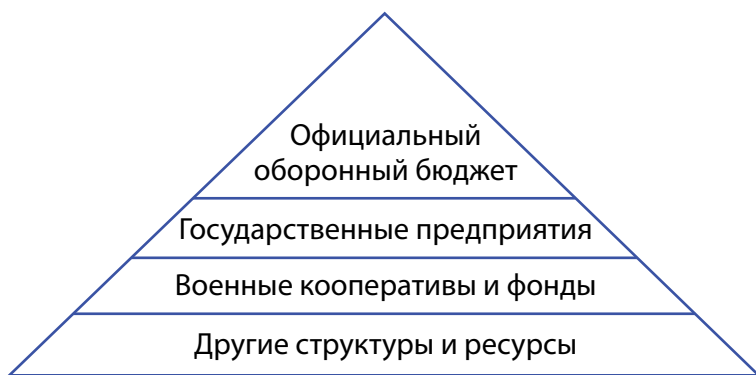 Официальный
оборонный бюджет
Государственные предприятия
Военные кооперативы и фонды
Другие структуры и ресурсы